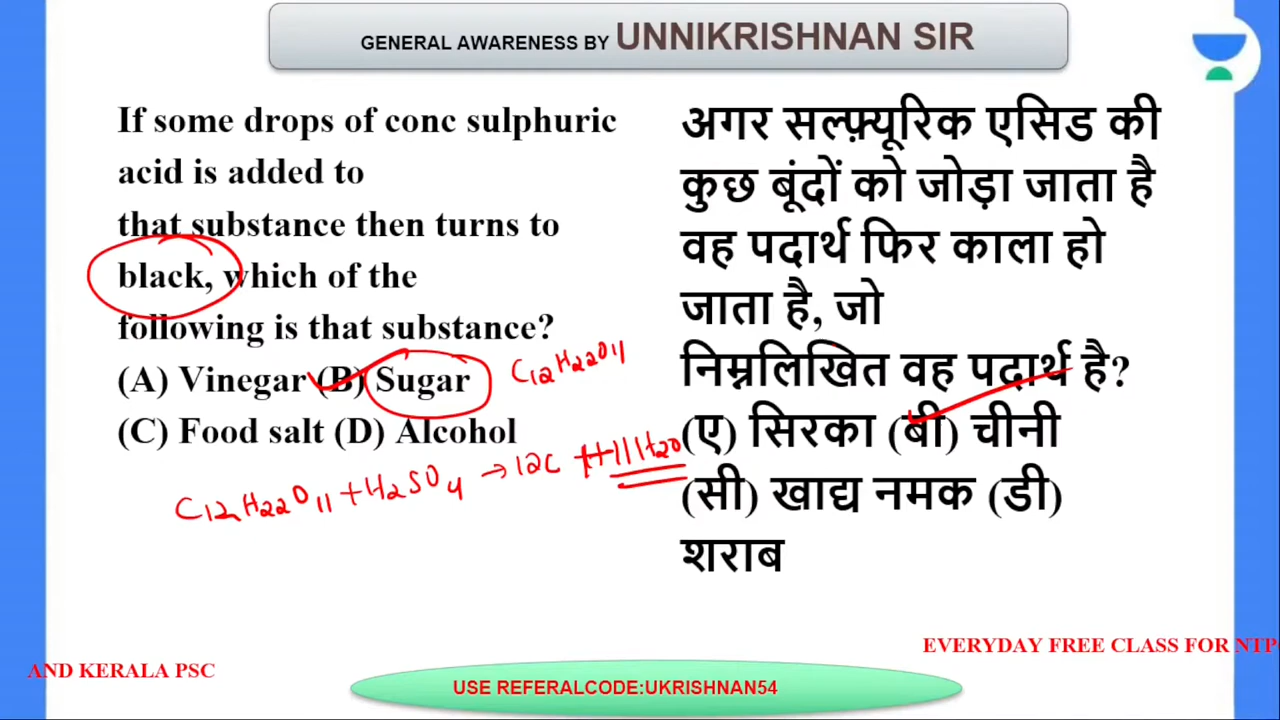 GENERAL AWARENESS BY UNNIKRISHNAN SIR
If some drops of conc sulphuric
acid is added to
that substance then turns to
black, which of the
following is that substance?
(A) Vinegar (B) Sugar
(C) Food salt (D) Alcohol
C12H22O11
C12H22O11 + H2SO4 → 12C + 11H2O
अगर सल्फ़्यूरिक एसिड की
कुछ बूंदों को जोड़ा जाता है
वह पदार्थ फिर काला हो
जाता है, जो
निम्नलिखित वह पदार्थ है?
(ए) सिरका (बी) चीनी
(सी) खाद्य नमक (डी)
शराब
EVERYDAY FREE CLASS FOR NTP
AND KERALA PSC
USE REFERALCODE:UKRISHNAN54